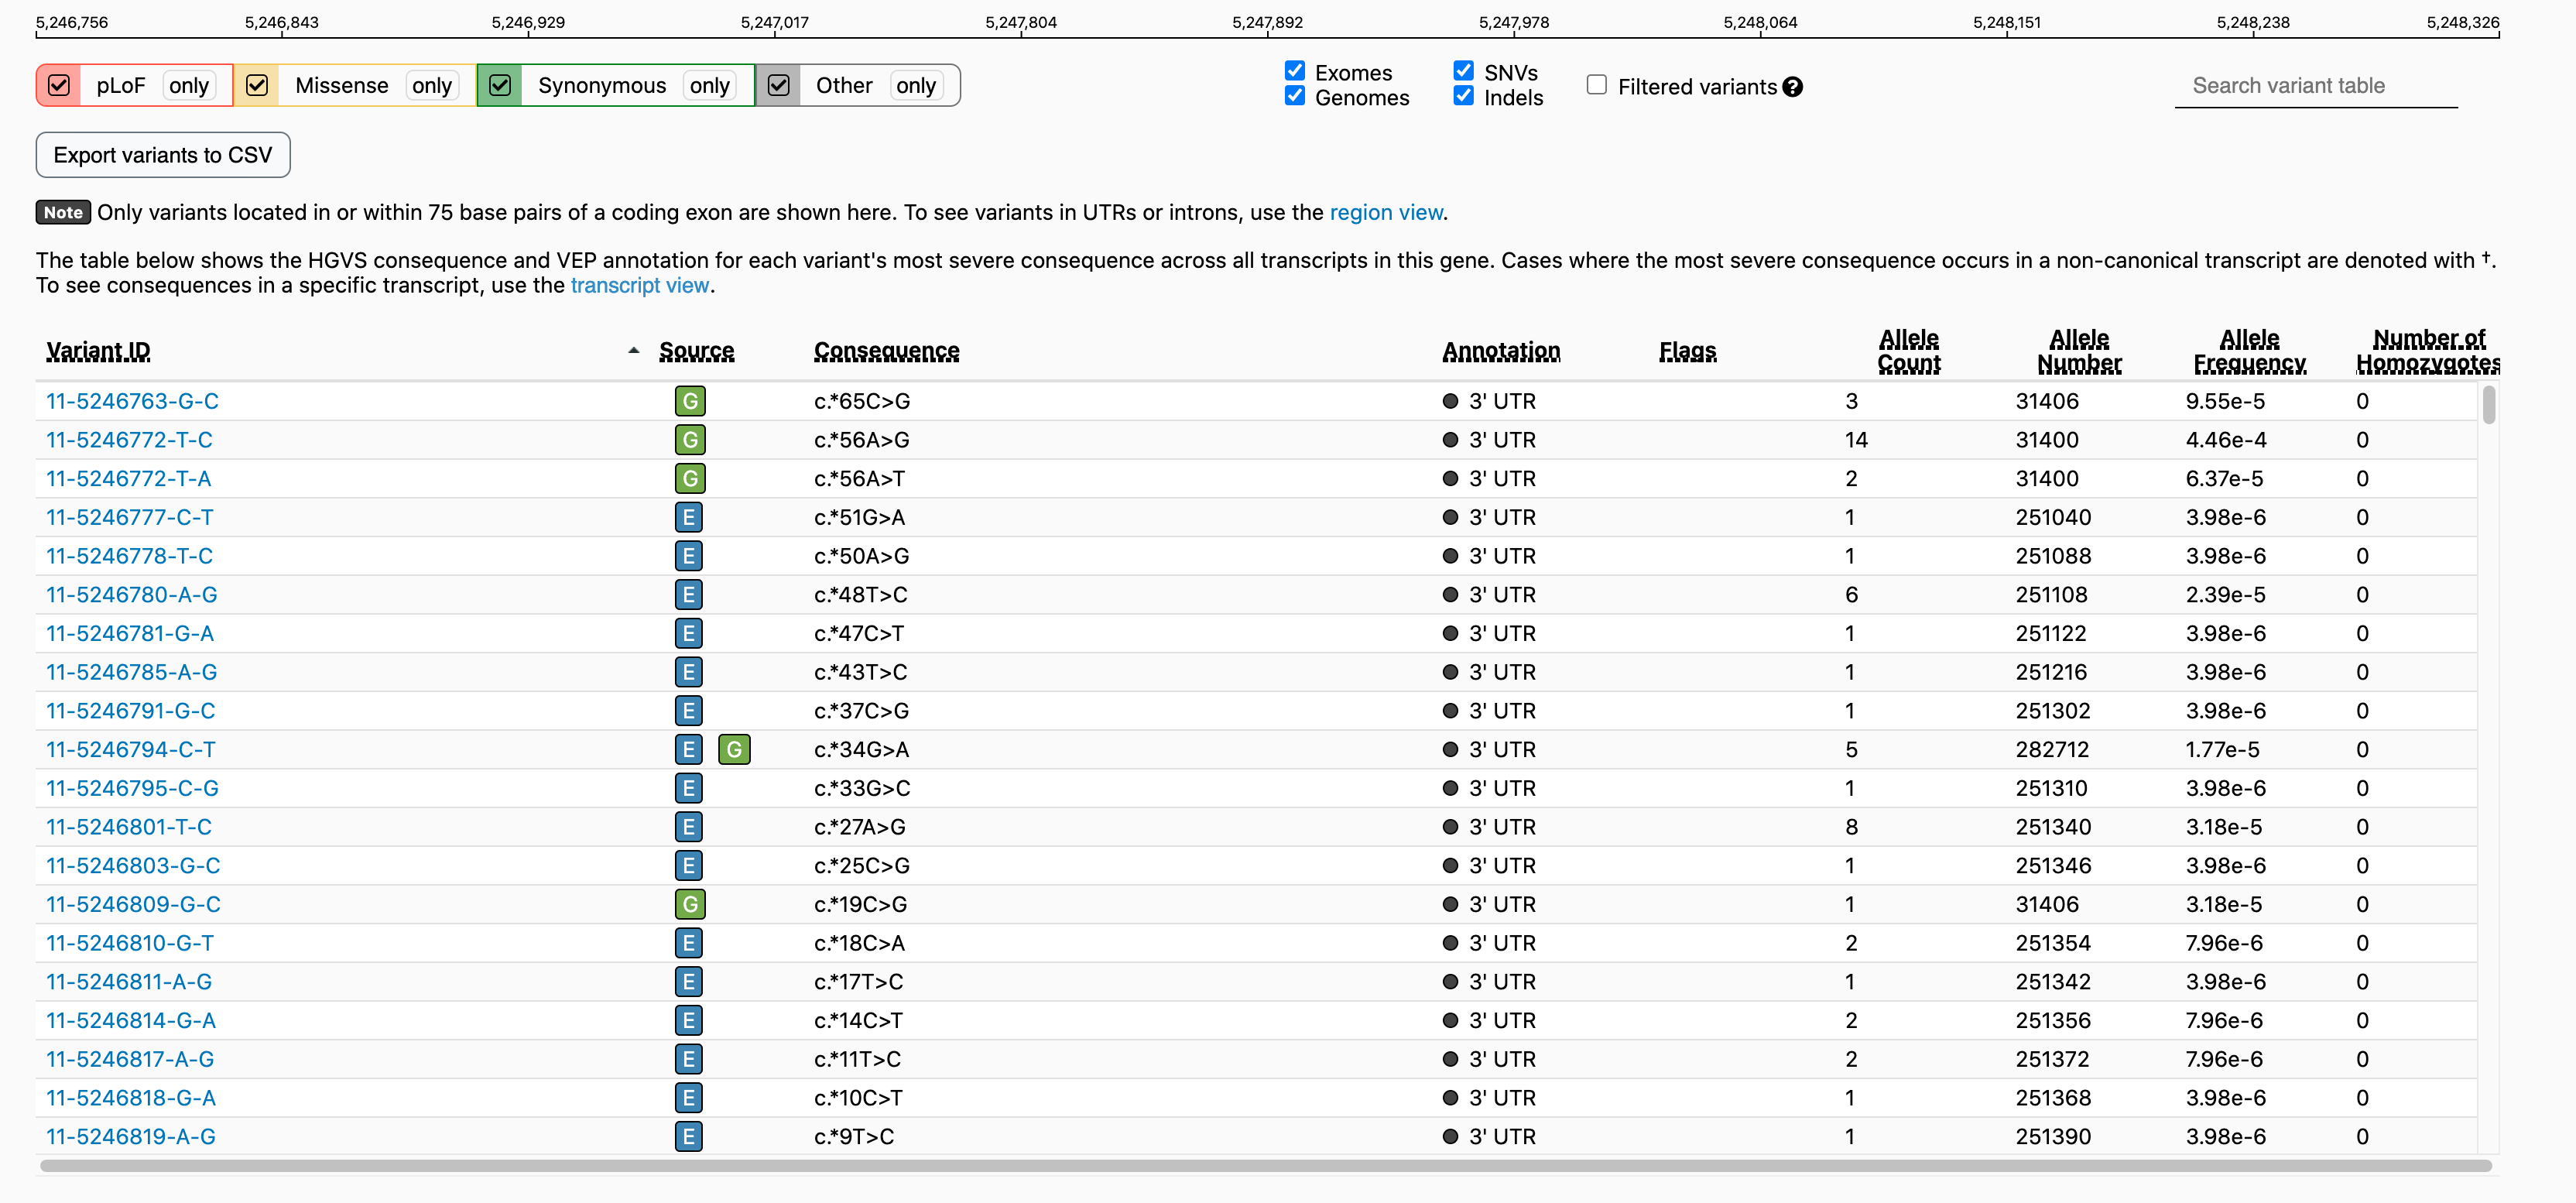 5,246,756 5,246,843 5,246,929 5,247,017 5,247,804 5,247,892 5,247,978 5,248,064 5,248,151 5,248,238 5,248,326
pLoF only Missense only Synonymous only Other only
Exomes SNVs
Genomes Indels
Filtered variants ?
Search variant table
Export variants to CSV
Note Only variants located in or within 75 base pairs of a coding exon are shown here. To see variants in UTRs or introns, use the region view.
The table below shows the HGVS consequence and VEP annotation for each variant's most severe consequence across all transcripts in this gene. Cases where the most severe consequence occurs in a non-canonical transcript are denoted with †.
To see consequences in a specific transcript, use the transcript view.
Variant ID Source Consequence Annotation Flags Allele Count Allele Number Allele Frequency Number of Homozygotes
11-5246763-G-C G c.*65C>G 3' UTR 3 31406 9.55e-5 0
11-5246772-T-C G c.*56A>G 3' UTR 14 31400 4.46e-4 0
11-5246772-T-A G c.*56A>T 3' UTR 2 31400 6.37e-5 0
11-5246777-C-T E c.*51G>A 3' UTR 1 251040 3.98e-6 0
11-5246778-T-C E c.*50A>G 3' UTR 1 251088 3.98e-6 0
11-5246780-A-G E c.*48T>C 3' UTR 6 251108 2.39e-5 0
11-5246781-G-A E c.*47C>T 3' UTR 1 251122 3.98e-6 0
11-5246785-A-G E c.*43T>C 3' UTR 1 251216 3.98e-6 0
11-5246791-G-C E c.*37C>G 3' UTR 1 251302 3.98e-6 0
11-5246794-C-T E G c.*34G>A 3' UTR 5 282712 1.77e-5 0
11-5246795-C-G E c.*33G>C 3' UTR 1 251310 3.98e-6 0
11-5246801-T-C E c.*27A>G 3' UTR 8 251340 3.18e-5 0
11-5246803-G-C E c.*25C>G 3' UTR 1 251346 3.98e-6 0
11-5246809-G-C G c.*19C>G 3' UTR 1 31406 3.18e-5 0
11-5246810-G-T E c.*18C>A 3' UTR 2 251354 7.96e-6 0
11-5246811-A-G E c.*17T>C 3' UTR 1 251342 3.98e-6 0
11-5246814-G-A E c.*14C>T 3' UTR 2 251356 7.96e-6 0
11-5246817-A-G E c.*11T>C 3' UTR 2 251372 7.96e-6 0
11-5246818-G-A E c.*10C>T 3' UTR 1 251368 3.98e-6 0
11-5246819-A-G E c.*9T>C 3' UTR 1 251390 3.98e-6 0